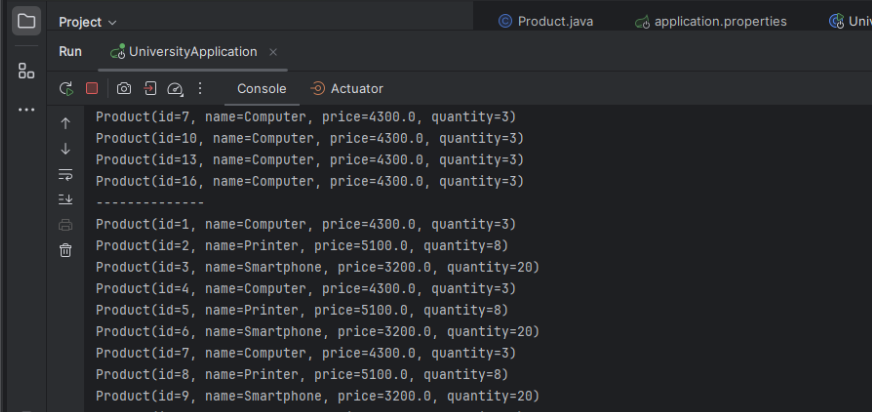 Project
Product.java application.properties Univ
Run UniversityApplication
Console Actuator
Product(id=7, name=Computer, price=4300.0, quantity=3)
Product(id=10, name=Computer, price=4300.0, quantity=3)
Product(id=13, name=Computer, price=4300.0, quantity=3)
Product(id=16, name=Computer, price=4300.0, quantity=3)
--------------
Product(id=1, name=Computer, price=4300.0, quantity=3)
Product(id=2, name=Printer, price=5100.0, quantity=8)
Product(id=3, name=Smartphone, price=3200.0, quantity=20)
Product(id=4, name=Computer, price=4300.0, quantity=3)
Product(id=5, name=Printer, price=5100.0, quantity=8)
Product(id=6, name=Smartphone, price=3200.0, quantity=20)
Product(id=7, name=Computer, price=4300.0, quantity=3)
Product(id=8, name=Printer, price=5100.0, quantity=8)
Product(id=9, name=Smartphone, price=3200.0, quantity=20)